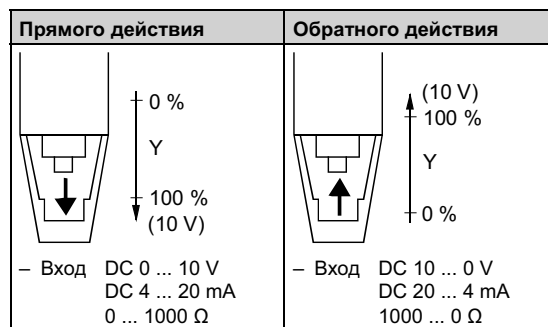 Прямого действия
0 %
Y
100 %
(10 V)
– Вход DC 0 ... 10 V
DC 4 ... 20 mA
0 ... 1000 Ω
Обратного действия
(10 V)
100 %
Y
0 %
– Вход DC 10 ... 0 V
DC 20 ... 4 mA
1000 ... 0 Ω